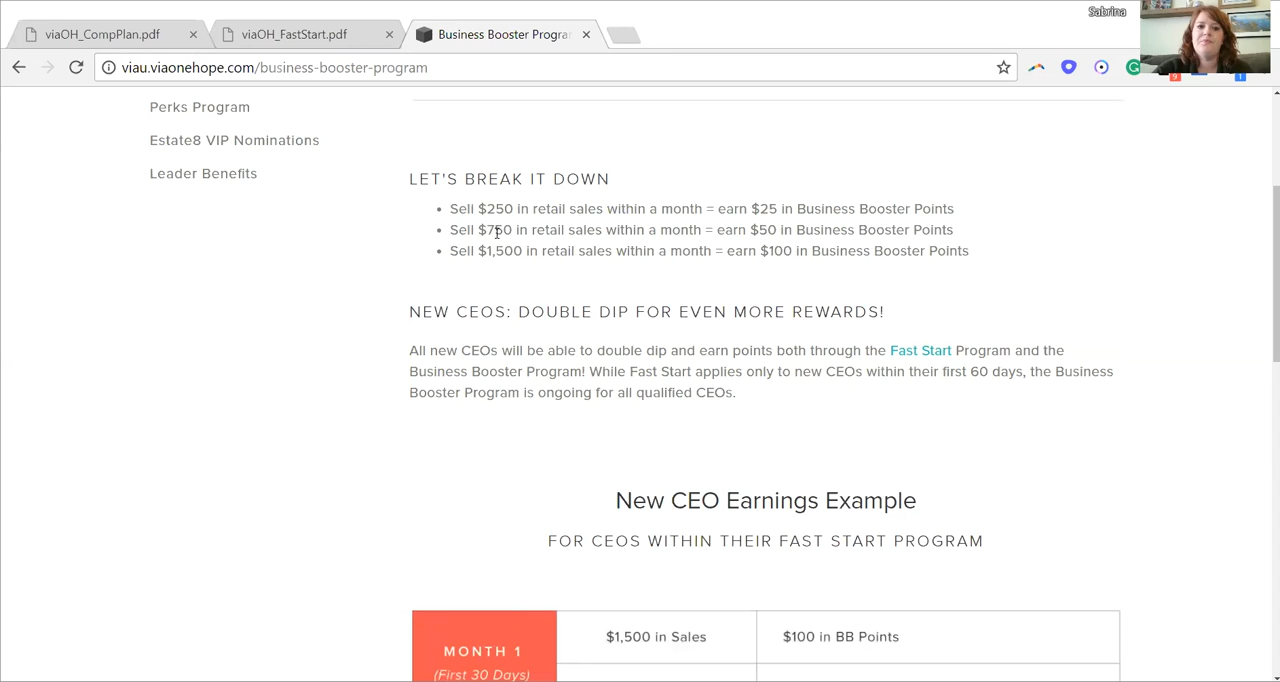 Sabrina
viaOH_CompPlan.pdf
viaOH_FastStart.pdf
Business Booster Progra
viau.viaonehope.com/business-booster-program
Perks Program
Estate8 VIP Nominations
Leader Benefits
LET'S BREAK IT DOWN
• Sell $250 in retail sales within a month = earn $25 in Business Booster Points
• Sell $750 in retail sales within a month = earn $50 in Business Booster Points
• Sell $1,500 in retail sales within a month = earn $100 in Business Booster Points
NEW CEOS: DOUBLE DIP FOR EVEN MORE REWARDS!
All new CEOs will be able to double dip and earn points both through the Fast Start Program and the
Business Booster Program! While Fast Start applies only to new CEOs within their first 60 days, the Business
Booster Program is ongoing for all qualified CEOs.
New CEO Earnings Example
FOR CEOS WITHIN THEIR FAST START PROGRAM
MONTH 1
(First 30 Days)
$1,500 in Sales
$100 in BB Points